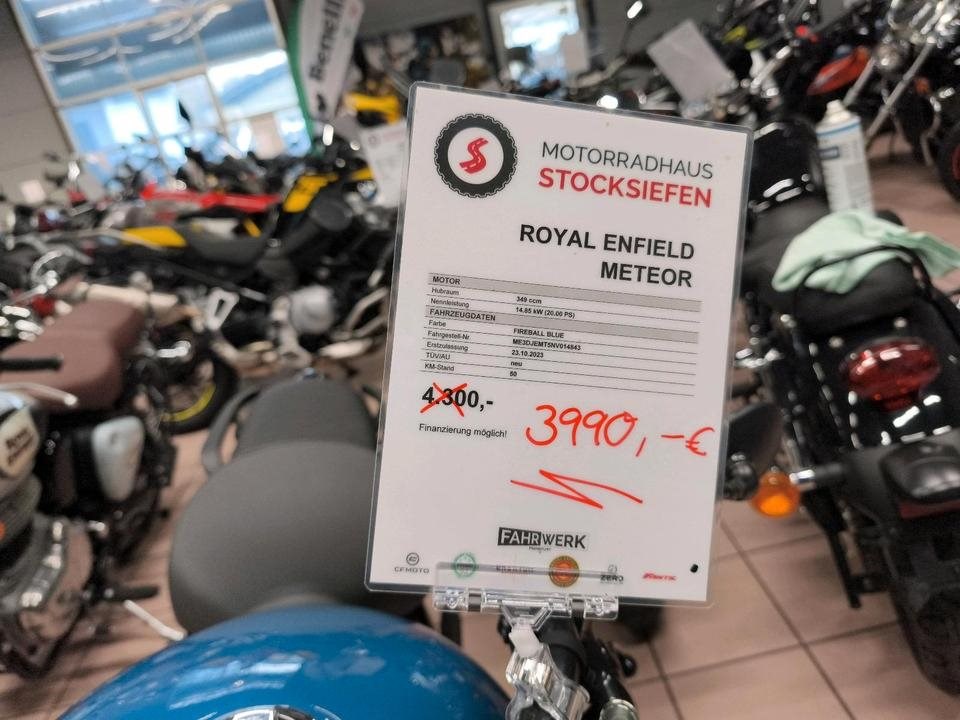 Benelli
MOTORRADHAUS
STOCKSIEFEN
ROYAL ENFIELD
METEOR
MOTOR
Hubraum 349 ccm
Nennleistung 14.85 kW (20.00 PS)
FAHRZEUGDATEN
Farbe FIREBALL BLUE
Fahrgestell-Nr. ME3DJEMT5NV014843
Erstzulassung 23.10.2023
TÜV/AU neu
KM-Stand 50
4.300,-
3990,-€
Finanzierung möglich!
FAHRWERK
CFMOTO
ZERO